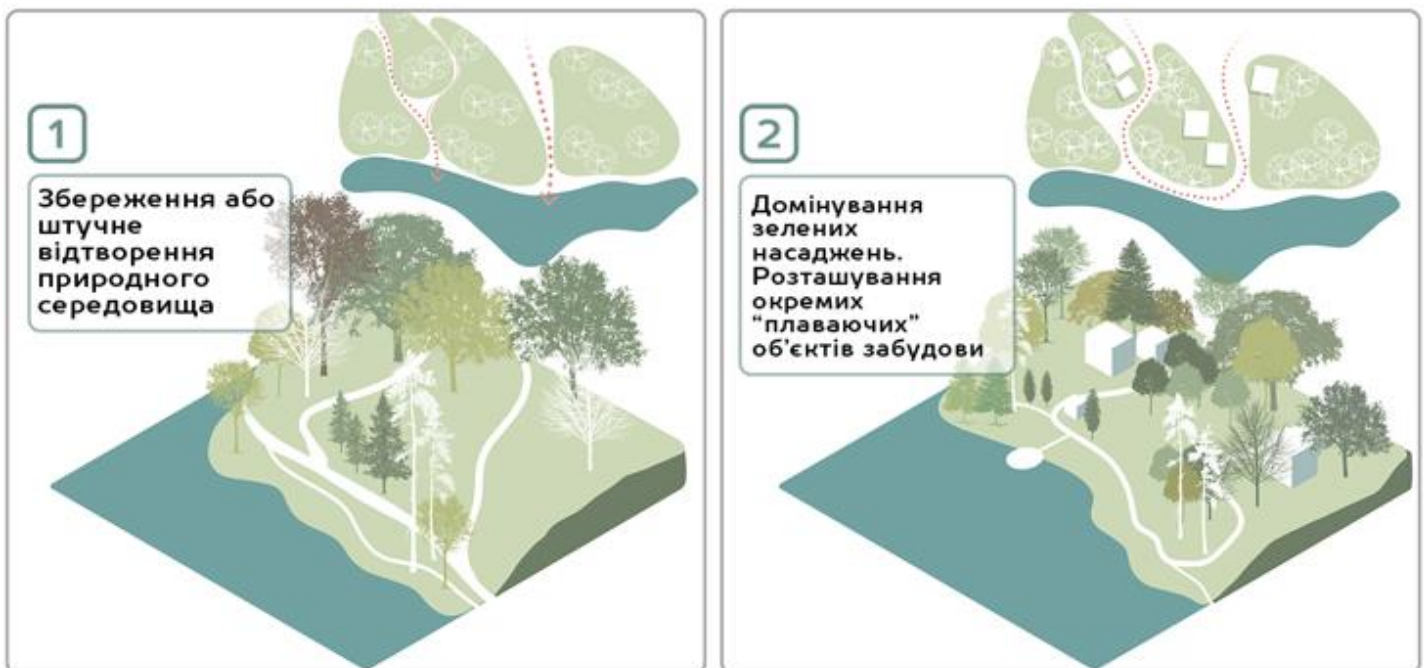 1
Збереження або
штучне
відтворення
природного
середовища
2
Домінування
зелених
насаджень.
Розташування
окремих
"плаваючих"
об'єктів забудови